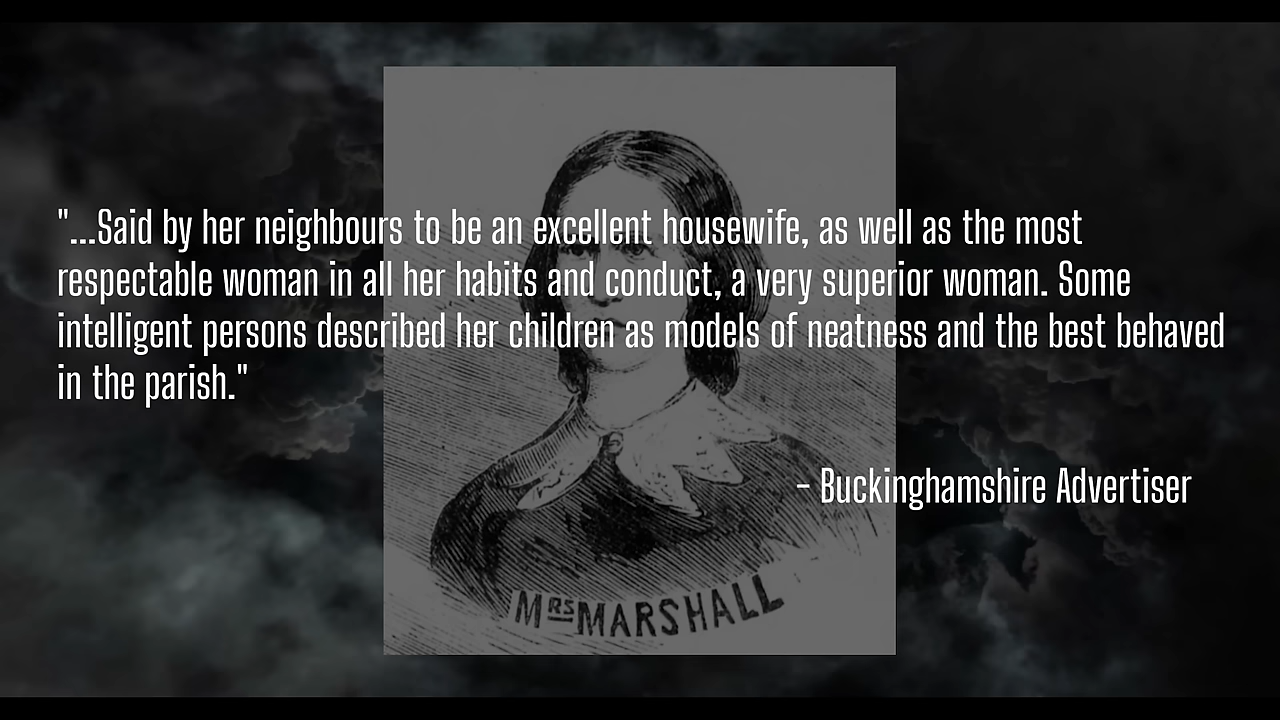 "...Said by her neighbours to be an excellent housewife, as well as the most
respectable woman in all her habits and conduct, a very superior woman. Some
intelligent persons described her children as models of neatness and the best behaved
in the parish."
- Buckinghamshire Advertiser
MRS MARSHALL